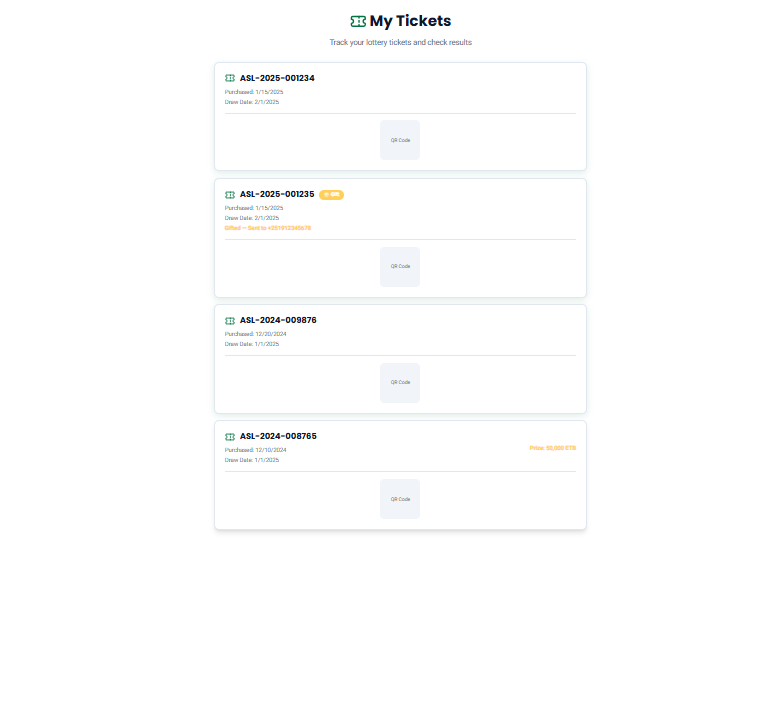 My Tickets
Track your lottery tickets and check results
ASL-2025-001234
Purchased: 1/15/2025
Draw Date: 2/1/2025
QR Code
ASL-2025-001235
Purchased: 1/15/2025
Draw Date: 2/1/2025
Gifted — Sent to +251912345678
QR Code
ASL-2024-009876
Purchased: 12/20/2024
Draw Date: 1/1/2025
QR Code
ASL-2024-008765
Purchased: 12/10/2024
Prize: 50,000 ETB
Draw Date: 1/1/2025
QR Code